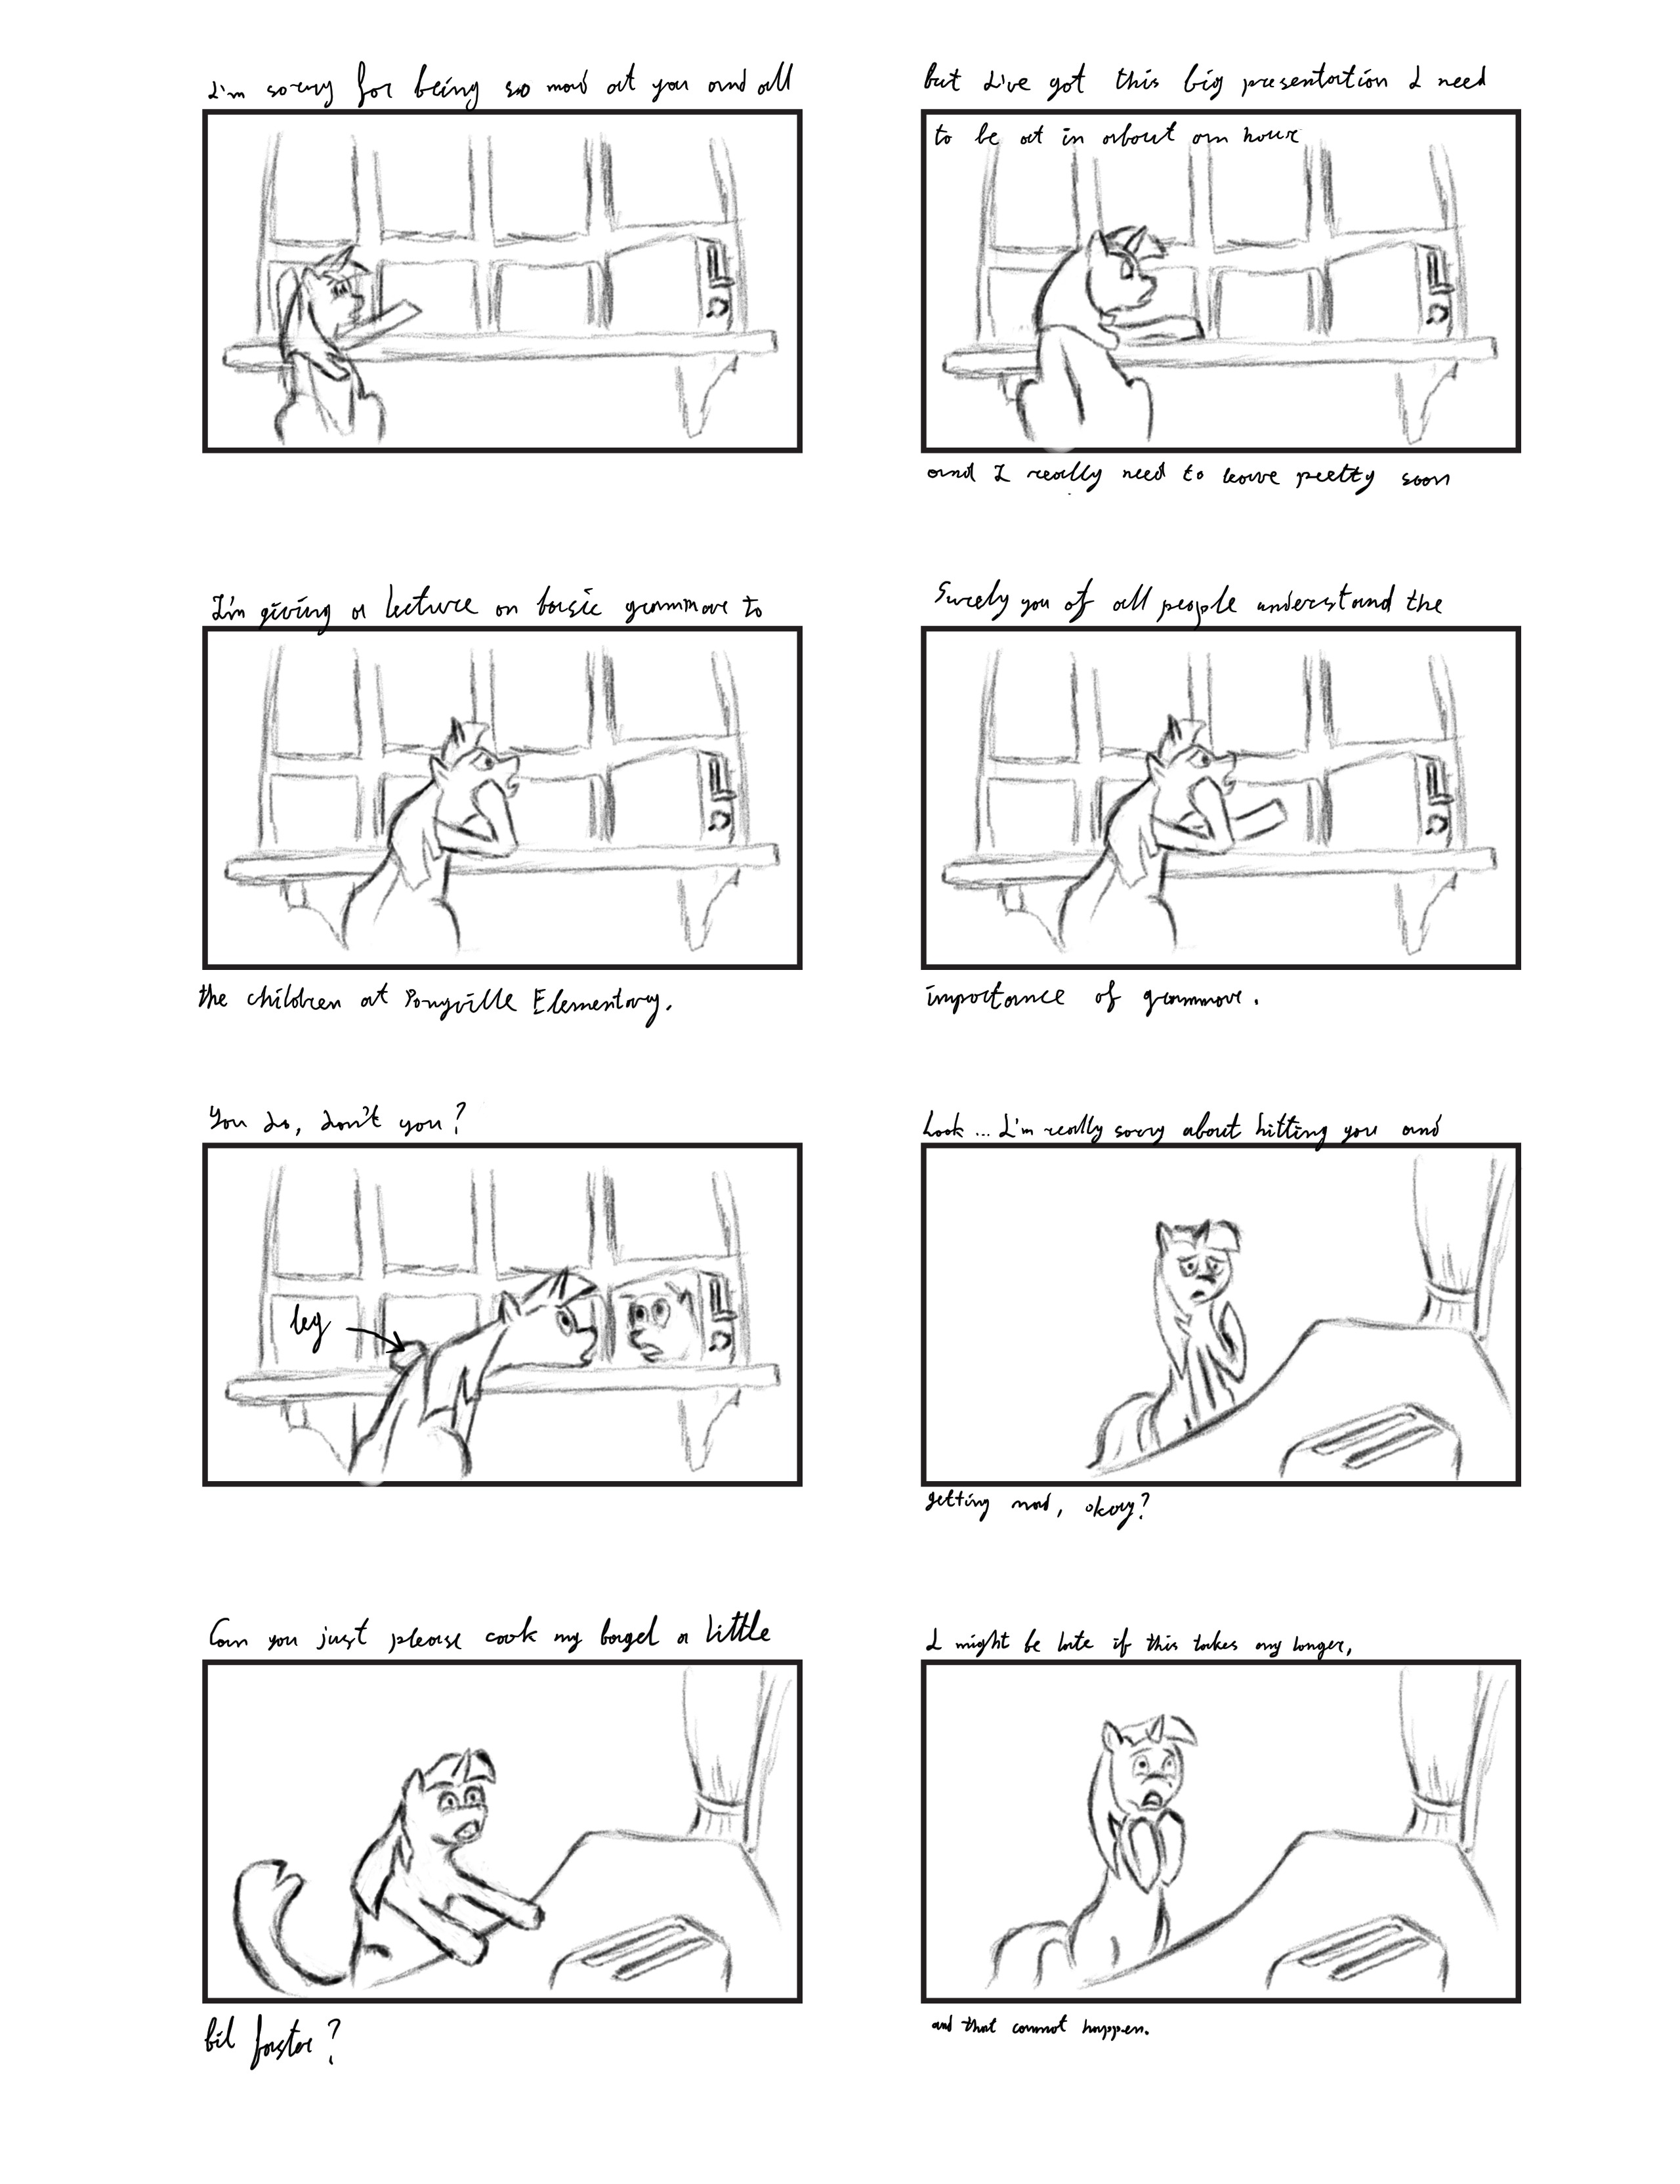 I'm sorry for being so mad at you and all
but I've got this big presentation I need
to be at in about an hour
and I really need to leave pretty soon
I'm giving a lecture on basic grammar to
the children at Ponyville Elementary.
Surely you of all people understand the
importance of grammar.
You do, don't you?
leg
Look... I'm really sorry about hitting you and
getting mad, okay?
Can you just please cook my bagel a little
bit faster?
I might be late if this takes any longer,
and that cannot happen.